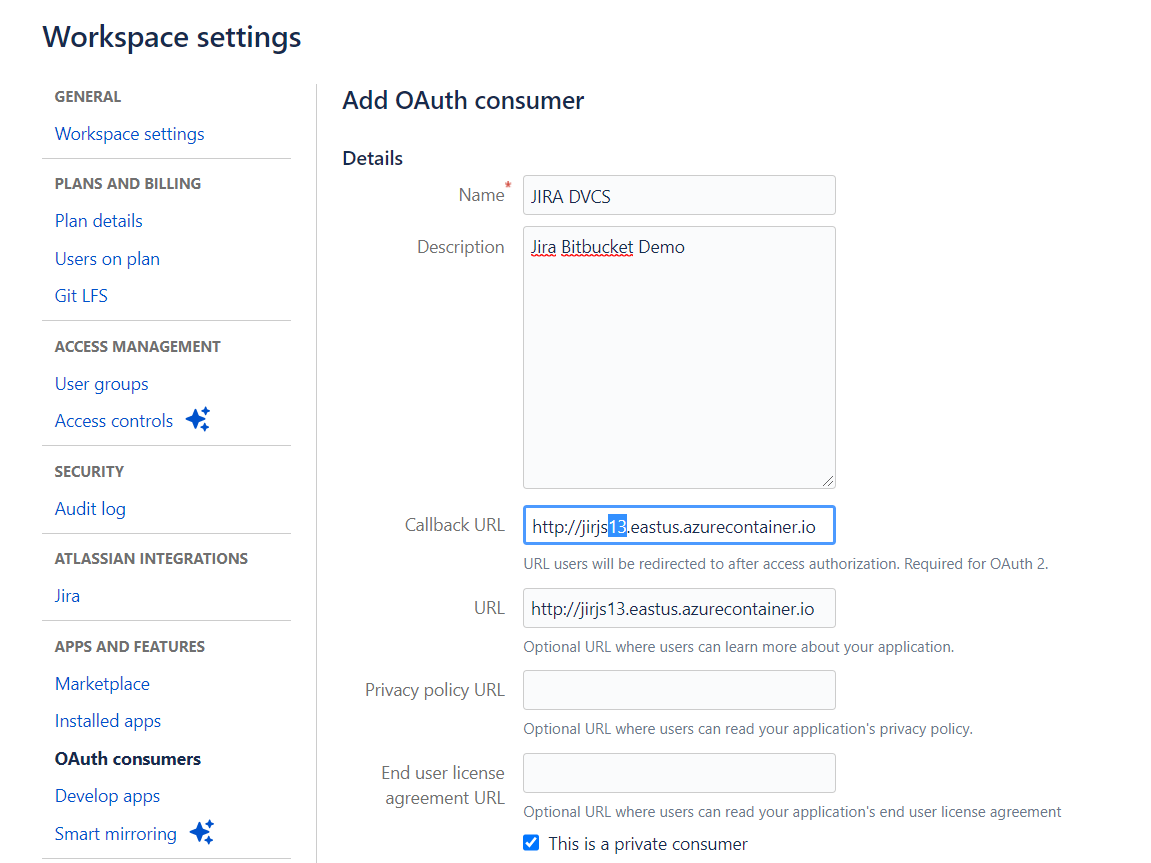 Workspace settings
GENERAL
Workspace settings
PLANS AND BILLING
Plan details
Users on plan
Git LFS
ACCESS MANAGEMENT
User groups
Access controls
SECURITY
Audit log
ATLASSIAN INTEGRATIONS
Jira
APPS AND FEATURES
Marketplace
Installed apps
OAuth consumers
Develop apps
Smart mirroring
Add OAuth consumer
Details
Name* JIRA DVCS
Description Jira Bitbucket Demo
Callback URL http://jirjs13.eastus.azurecontainer.io
URL users will be redirected to after access authorization. Required for OAuth 2.
URL http://jirjs13.eastus.azurecontainer.io
Optional URL where users can learn more about your application.
Privacy policy URL
Optional URL where users can read your application's privacy policy.
End user license
agreement URL
Optional URL where users can read your application's end user license agreement
This is a private consumer